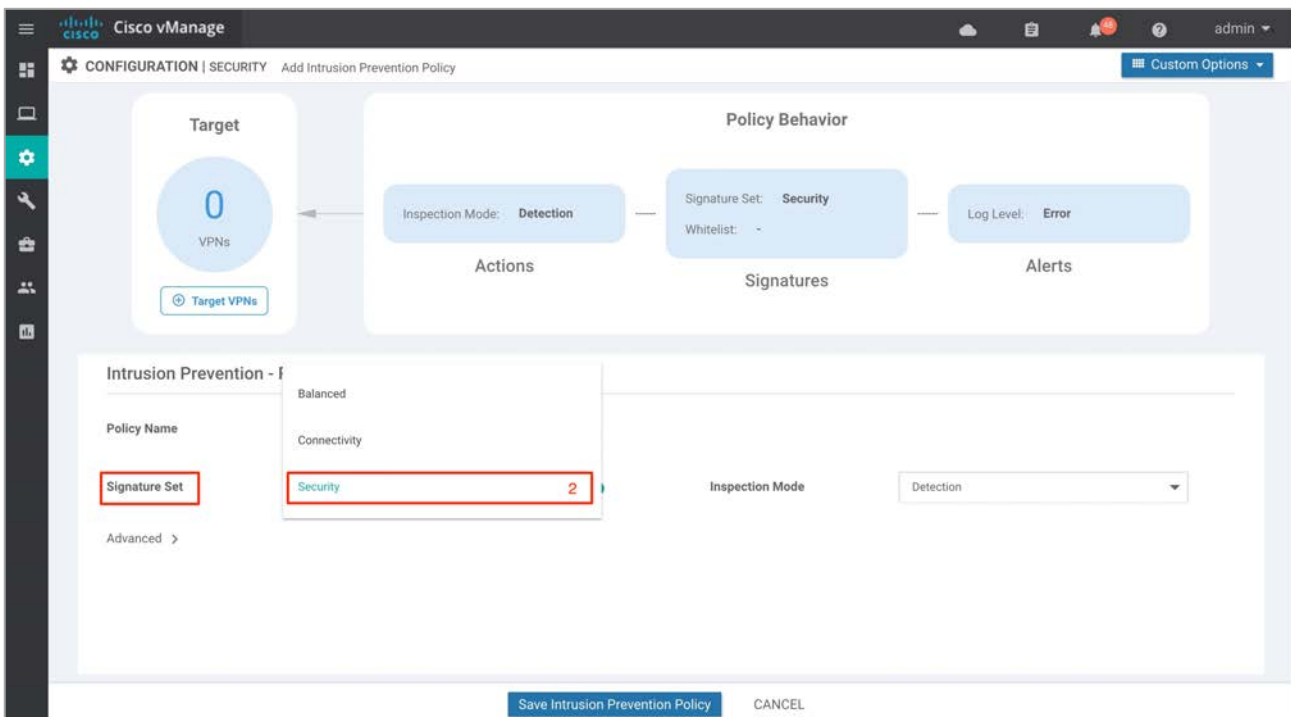 cisco Cisco vManage 48 admin
CONFIGURATION | SECURITY Add Intrusion Prevention Policy Custom Options
Target
Policy Behavior
0
VPNs
Target VPNs
Inspection Mode: Detection
Actions
Signature Set: Security
Whitelist: -
Signatures
Log Level: Error
Alerts
Intrusion Prevention -
Policy Name
Balanced
Connectivity
Signature Set Security 2 Inspection Mode Detection
Advanced >
Save Intrusion Prevention Policy CANCEL